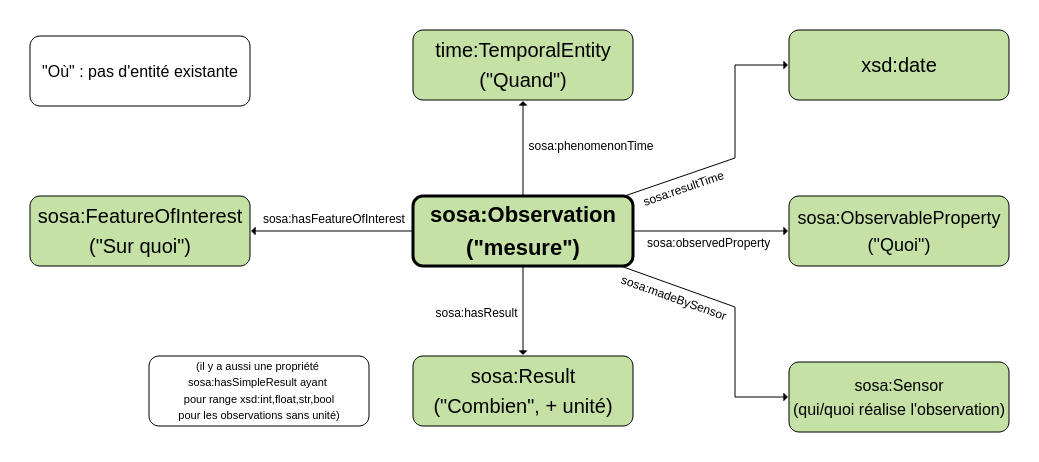 "Où" : pas d'entité existante
time:TemporalEntity
("Quand")
xsd:date
sosa:phenomenonTime
sosa:resultTime
sosa:FeatureOfInterest
("Sur quoi")
sosa:hasFeatureOfInterest
sosa:Observation
("mesure")
sosa:observedProperty
sosa:ObservableProperty
("Quoi")
sosa:madeBySensor
sosa:hasResult
(il y a aussi une propriété
sosa:hasSimpleResult ayant
pour range xsd:int,float,str,bool
pour les observations sans unité)
sosa:Result
("Combien", + unité)
sosa:Sensor
(qui/quoi réalise l'observation)